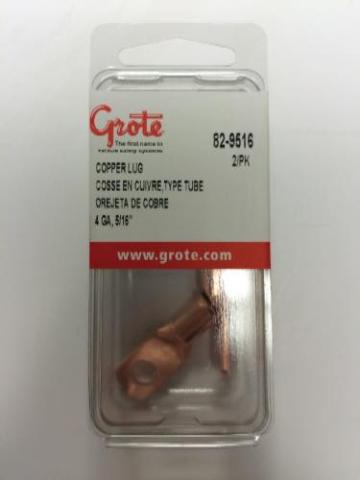 Grote
The first name in
vehicle safety systems
82-9516
2/PK
COPPER LUG
COSSE EN CUIVRE,TYPE TUBE
OREJETA DE COBRE
4 GA, 5/16"
www.grote.com